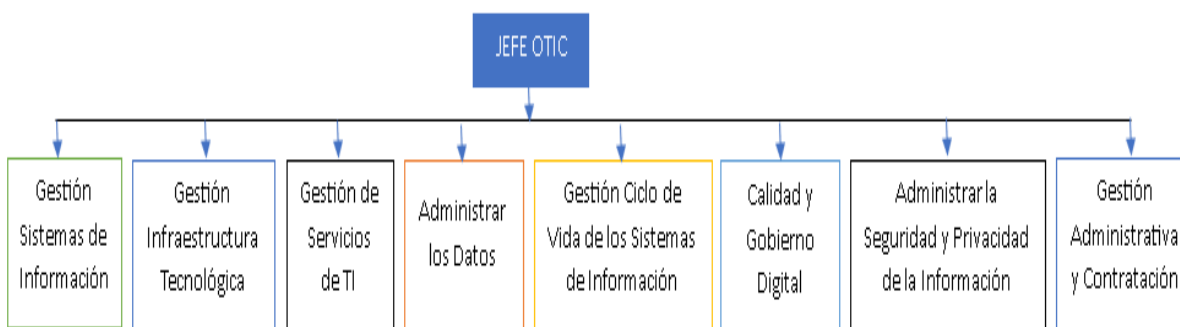 JEFE OTIC
Gestión
Sistemas de
Información
Gestión
Infraestructura
Tecnológica
Gestión de
Servicios
de TI
Administrar
los Datos
Gestión Ciclo de
Vida de los Sistemas
de Información
Calidad y
Gobierno
Digital
Administrar la
Seguridad y Privacidad
de la Información
Gestión
Administrativa
y Contratación